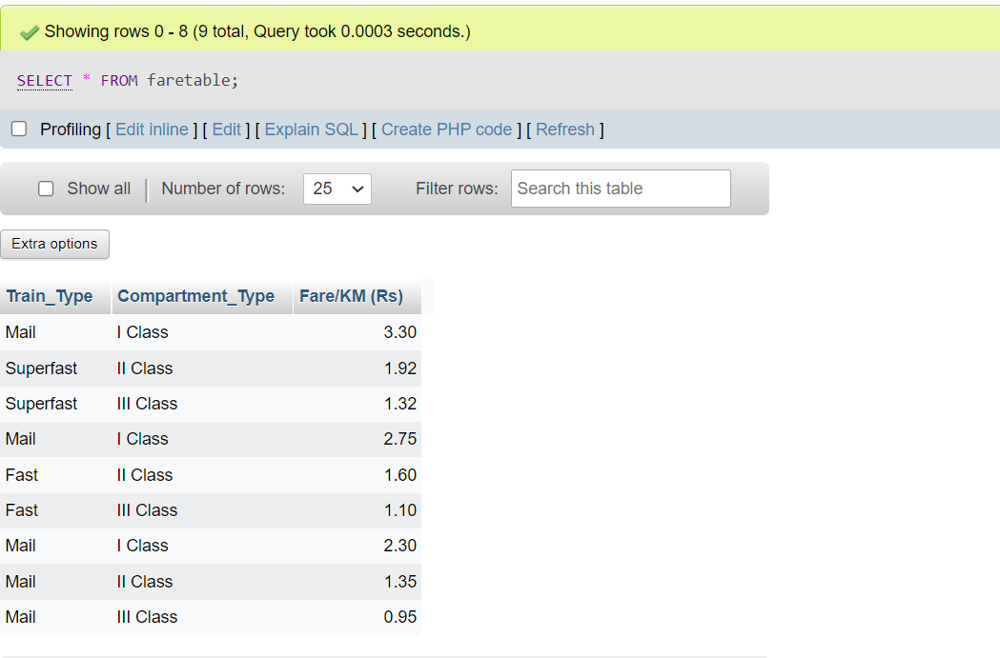 Showing rows 0 - 8 (9 total, Query took 0.0003 seconds.)
SELECT * FROM faretable;
Profiling [ Edit inline ] [ Edit ] [ Explain SQL ] [ Create PHP code ] [ Refresh ]
Show all | Number of rows: 25 Filter rows: Search this table
Extra options
Train_Type Compartment_Type Fare/KM (Rs)
Mail I Class 3.30
Superfast II Class 1.92
Superfast III Class 1.32
Mail I Class 2.75
Fast II Class 1.60
Fast III Class 1.10
Mail I Class 2.30
Mail II Class 1.35
Mail III Class 0.95